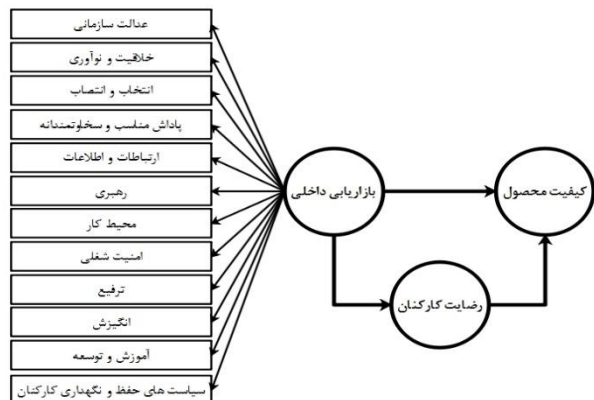 عدالت سازمانی
خلاقیت و نوآوری
انتخاب و انتصاب
پاداش مناسب و سخاوتمندانه
ارتباطات و اطلاعات
رهبری
محیط کار
امنیت شغلی
ترفیع
انگیزش
آموزش و توسعه
سیاست های حفظ و نگهداری کارکنان
بازاریابی داخلی
کیفیت محصول
رضایت کارکنان